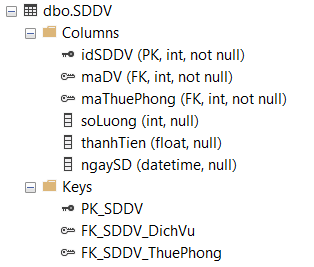 dbo.SDDV
Columns
idSDDV (PK, int, not null)
maDV (FK, int, not null)
maThuePhong (FK, int, not null)
soLuong (int, null)
thanhTien (float, null)
ngaySD (datetime, null)
Keys
PK_SDDV
FK_SDDV_DichVu
FK_SDDV_ThuePhong